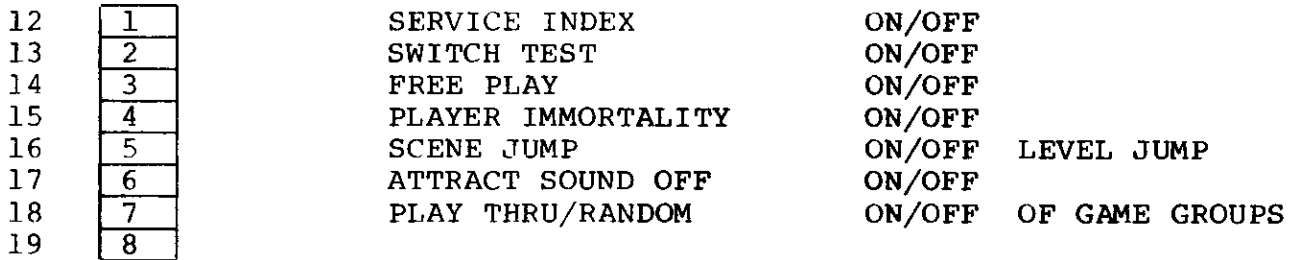 12 1 SERVICE INDEX ON/OFF
13 2 SWITCH TEST ON/OFF
14 3 FREE PLAY ON/OFF
15 4 PLAYER IMMORTALITY ON/OFF
16 5 SCENE JUMP ON/OFF LEVEL JUMP
17 6 ATTRACT SOUND OFF ON/OFF
18 7 PLAY THRU/RANDOM ON/OFF OF GAME GROUPS
19 8